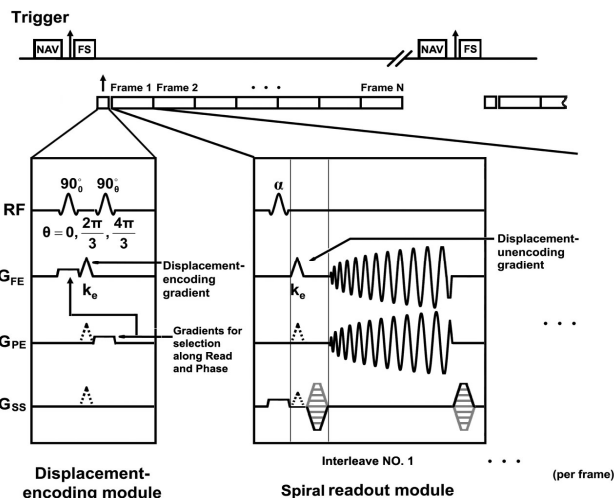 Trigger
NAV FS NAV FS
Frame 1 Frame 2 . . . Frame N
90°₀ 90°θ α
RF
θ = 0, 2π/3, 4π/3
Displacement-encoding gradient
Displacement-unencoding gradient
GFE
ke ke
Gradients for selection along Read and Phase
GPE
. . .
GSS
Interleave NO. 1 . . .
(per frame)
Displacement-encoding module
Spiral readout module